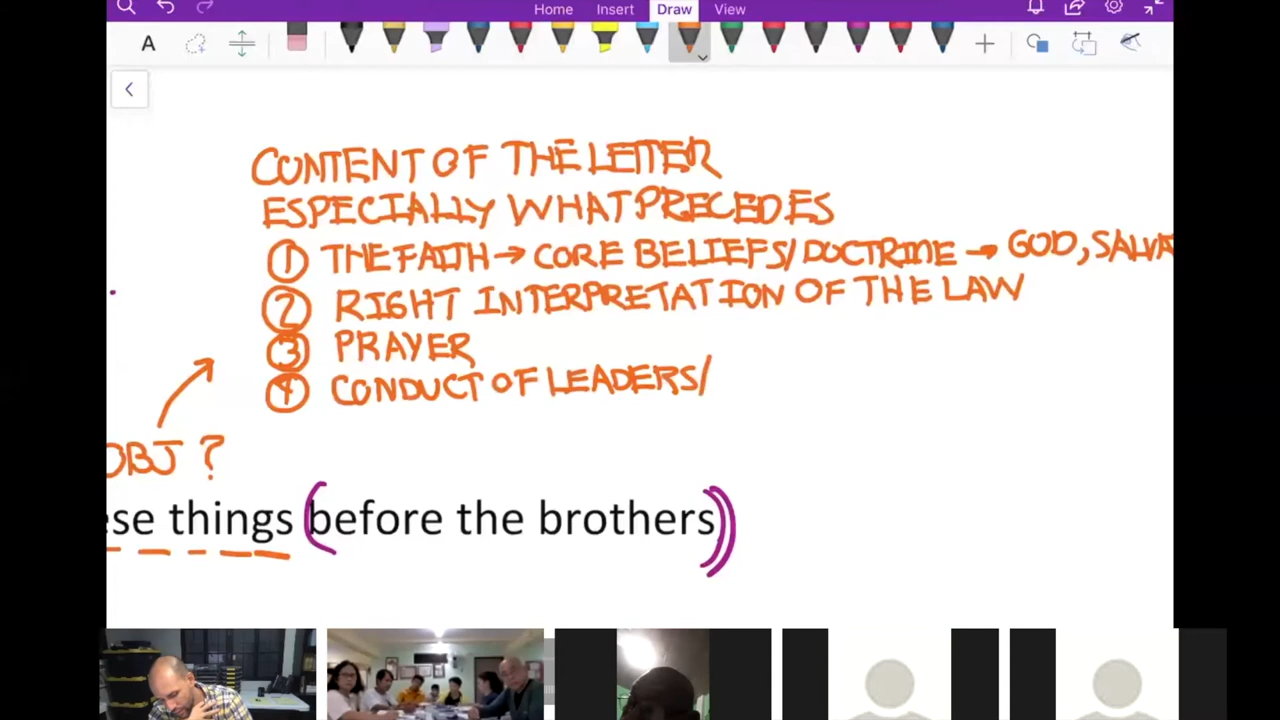 Home Insert Draw View
A
CONTENT OF THE LETTER
ESPECIALLY WHAT PRECEDES
1 THE FAITH → CORE BELIEFS/DOCTRINE → GOD, SALVA
2 RIGHT INTERPRETATION OF THE LAW
3 PRAYER
4 CONDUCT OF LEADERS/
OBJ ?
ese things (before the brothers))